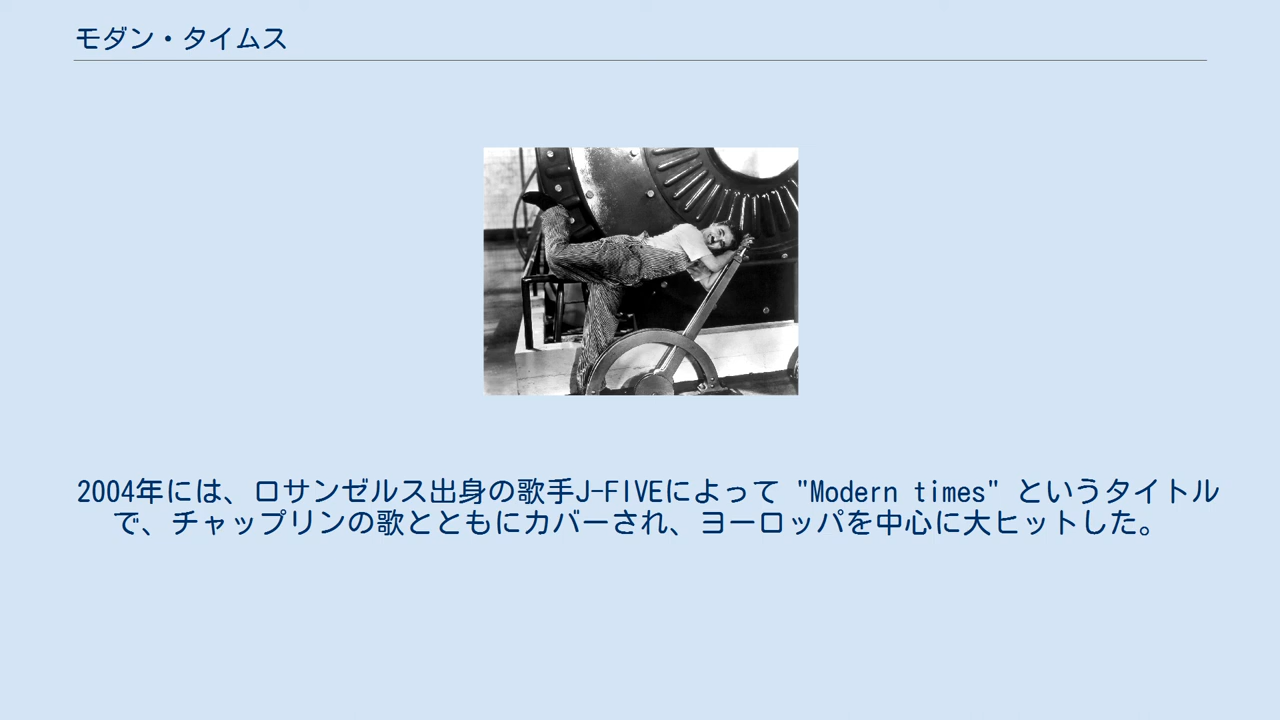 モダン・タイムス
2004年には、ロサンゼルス出身の歌手J-FIVEによって "Modern times" というタイトル
で、チャップリンの歌とともにカバーされ、ヨーロッパを中心に大ヒットした。